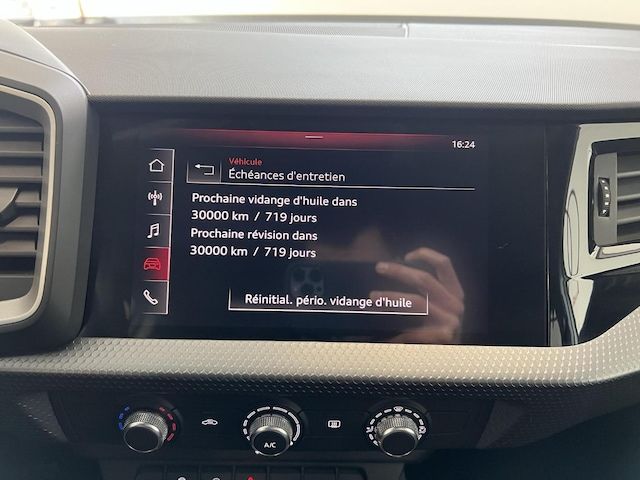 16:24
Véhicule
Échéances d'entretien
Prochaine vidange d'huile dans
30000 km / 719 jours
Prochaine révision dans
30000 km / 719 jours
Réinitial. pério. vidange d'huile
A/C